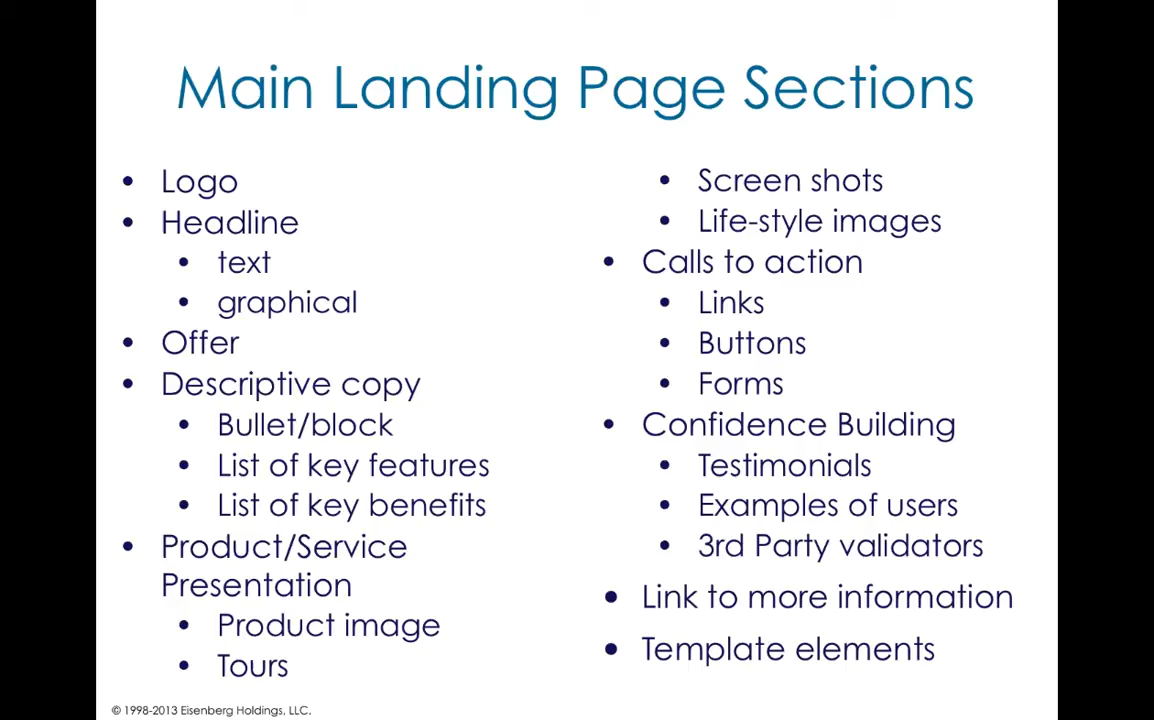 Main Landing Page Sections
• Logo
• Headline
• text
• graphical
• Offer
• Descriptive copy
• Bullet/block
• List of key features
• List of key benefits
• Product/Service
Presentation
• Product image
• Tours
• Screen shots
• Life-style images
• Calls to action
• Links
• Buttons
• Forms
• Confidence Building
• Testimonials
• Examples of users
• 3rd Party validators
• Link to more information
• Template elements
© 1998-2013 Eisenberg Holdings, LLC.